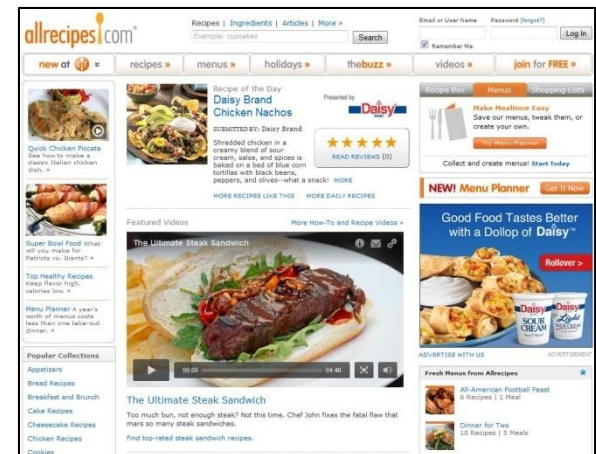 allrecipes.com
Recipes | Ingredients | Articles | More »
Example: cupcakes
Search
Email or User Name
Password (forgot?)
Log In
Remember Me
new at
recipes »
menus »
holidays »
thebuzz »
videos »
join for FREE »
Quick Chicken Piccata
See how to make a
classic Italian chicken
dish. »
Super Bowl Food What
will you make for
Patriots vs. Giants? »
Top Healthy Recipes
Keep flavor high,
calories low. »
Menu Planner A year's
worth of menus costs
less than one take-out
dinner. »
Popular Collections
Appetizers
Bread Recipes
Breakfast and Brunch
Cake Recipes
Cheesecake Recipes
Chicken Recipes
Cookies
Recipe of the Day
Daisy Brand
Chicken Nachos
SUBMITTED BY: Daisy Brand
Shredded chicken in a
creamy blend of sour
cream, salsa, and spices is
baked on a bed of blue corn
tortillas with black beans,
peppers, and olives--what a snack! MORE
MORE RECIPES LIKE THIS
MORE DAILY RECIPES
Presented by
Daisy
READ REVIEWS (0)
Featured Videos
More How-To and Recipe Videos »
The Ultimate Steak Sandwich
00:00
04:46
The Ultimate Steak Sandwich
Too much bun, not enough steak? Not this time. Chef John fixes the fatal flaw that
mars so many steak sandwiches.
Find top-rated steak sandwich recipes.
Recipe Box
Menus
Shopping Lists
Make Mealtime Easy
Save our menus, tweak them, or
create your own.
Try Menu Planner
Collect and create menus! Start Today
NEW! Menu Planner
Get It Now
Good Food Tastes Better
with a Dollop of Daisy™
Rollover >
Daisy
SOUR
CREAM
Daisy
Light
SOUR CREAM
ADVERTISE WITH US
ADVERTISEMENT
Fresh Menus from Allrecipes
All-American Football Feast
6 Recipes | 1 Meal
Dinner for Two
10 Recipes | 5 Meals